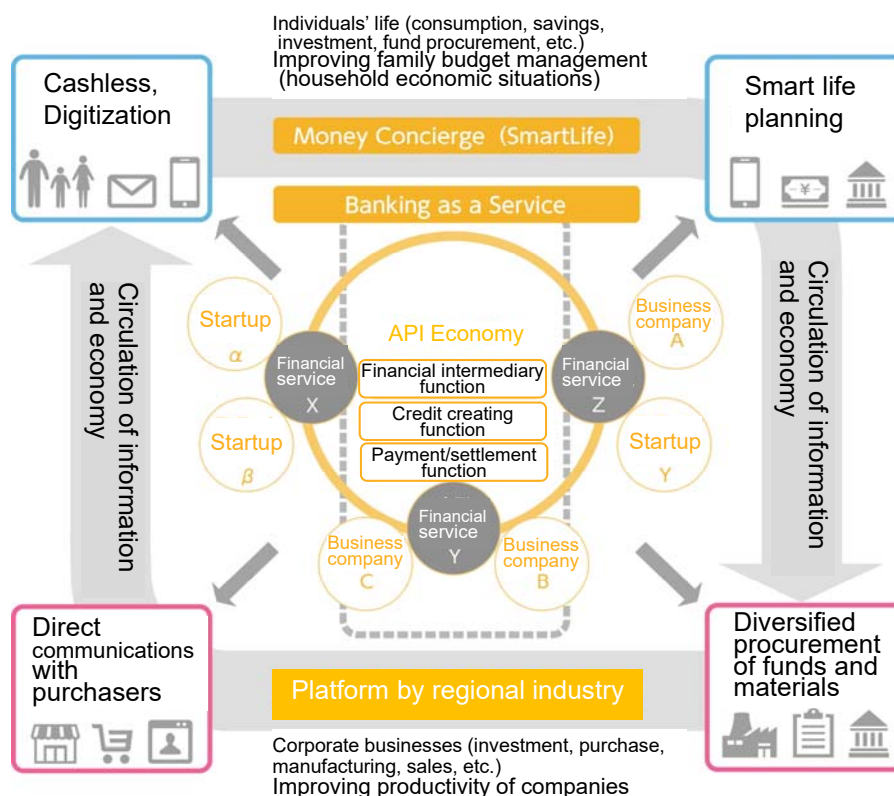 Individuals' life (consumption, savings,
investment, fund procurement, etc.)
Improving family budget management
(household economic situations)
Cashless,
Digitization
Smart life
planning
Money Concierge (SmartLife)
Banking as a Service
Circulation of information
and economy
Circulation of information
and economy
Startup
α
Startup
β
Financial
service
X
API Economy
Financial intermediary
function
Credit creating
function
Payment/settlement
function
Financial
service
Z
Business
company
A
Startup
Y
Financial
service
Y
Business
company
C
Business
company
B
Direct
communications
with
purchasers
Diversified
procurement
of funds and
materials
Platform by regional industry
Corporate businesses (investment, purchase,
manufacturing, sales, etc.)
Improving productivity of companies